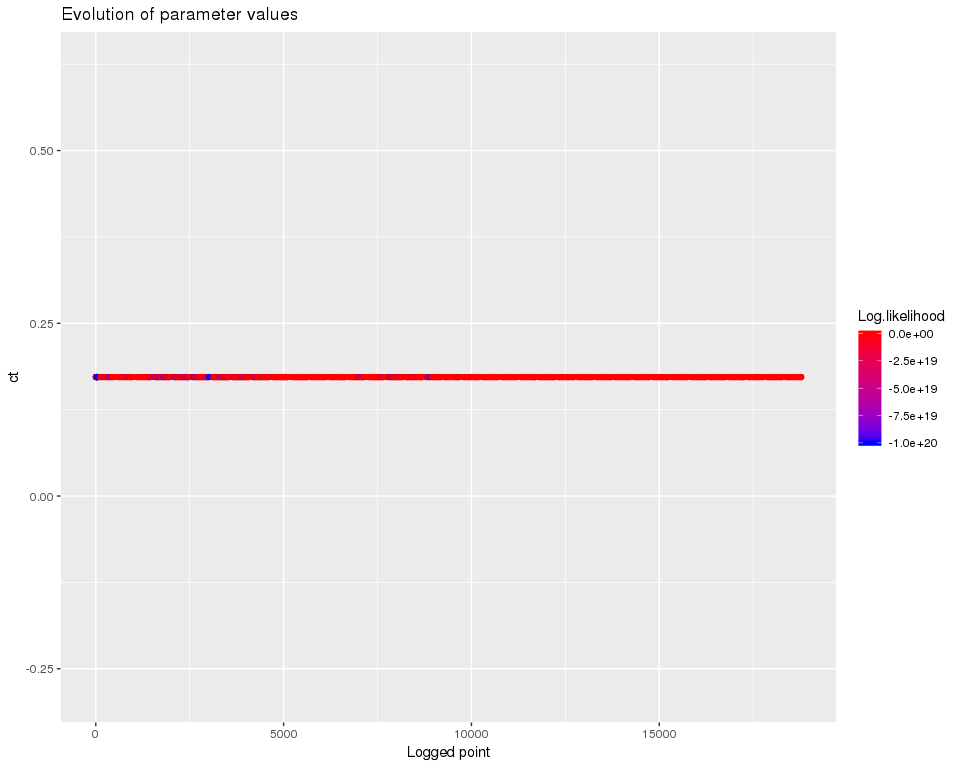 Evolution of parameter values
0.50
0.25
0.00
-0.25
ct
0
5000
10000
15000
Logged point
Log.likelihood
0.0e+00
-2.5e+19
-5.0e+19
-7.5e+19
-1.0e+20